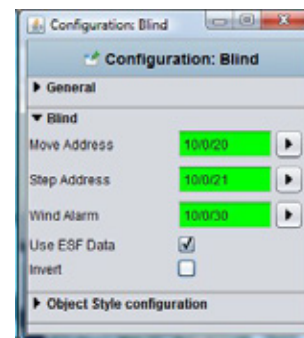 Configuration: Blind
Configuration: Blind
General
Blind
Move Address 10/0/20
Step Address 10/0/21
Wind Alarm 10/0/30
Use ESF Data
Invert
Object Style configuration